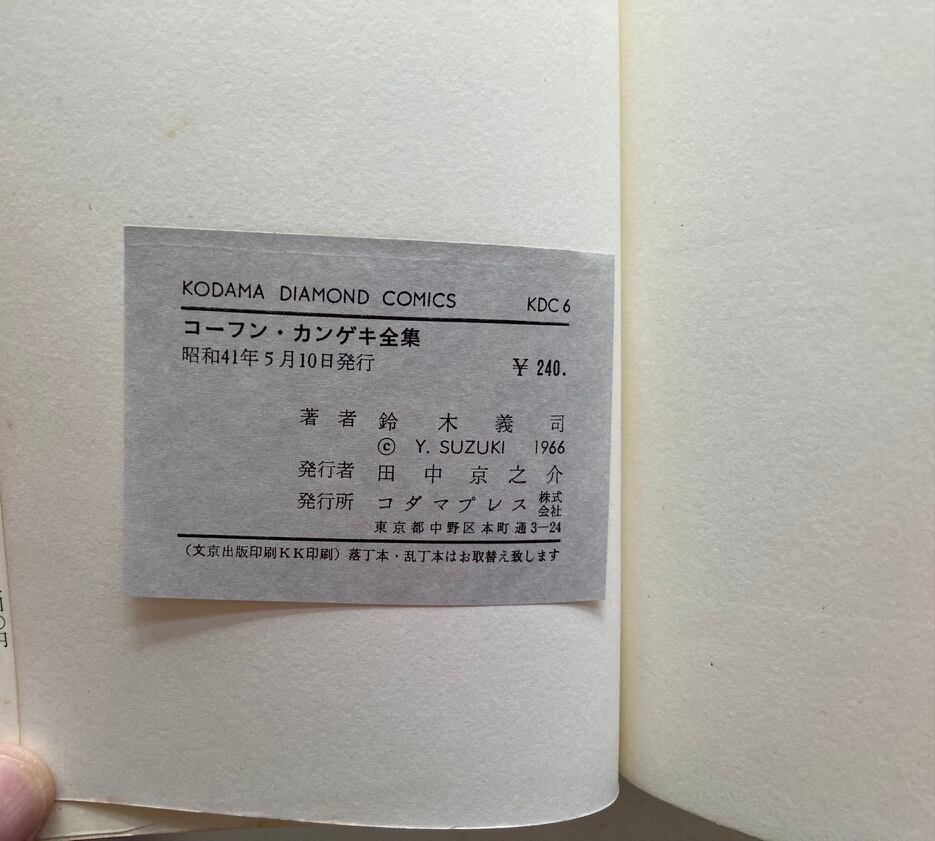 KODAMA DIAMOND COMICS KDC 6
コーフン・カンゲキ全集
昭和41年5月10日発行 ¥ 240.
著者 鈴木義司
Ⓒ Y. SUZUKI 1966
発行者 田中京之介
発行所 コダマプレス株式会社
東京都中野区本町通3—24
（文京出版印刷KK印刷）落丁本・乱丁本はお取替え致します